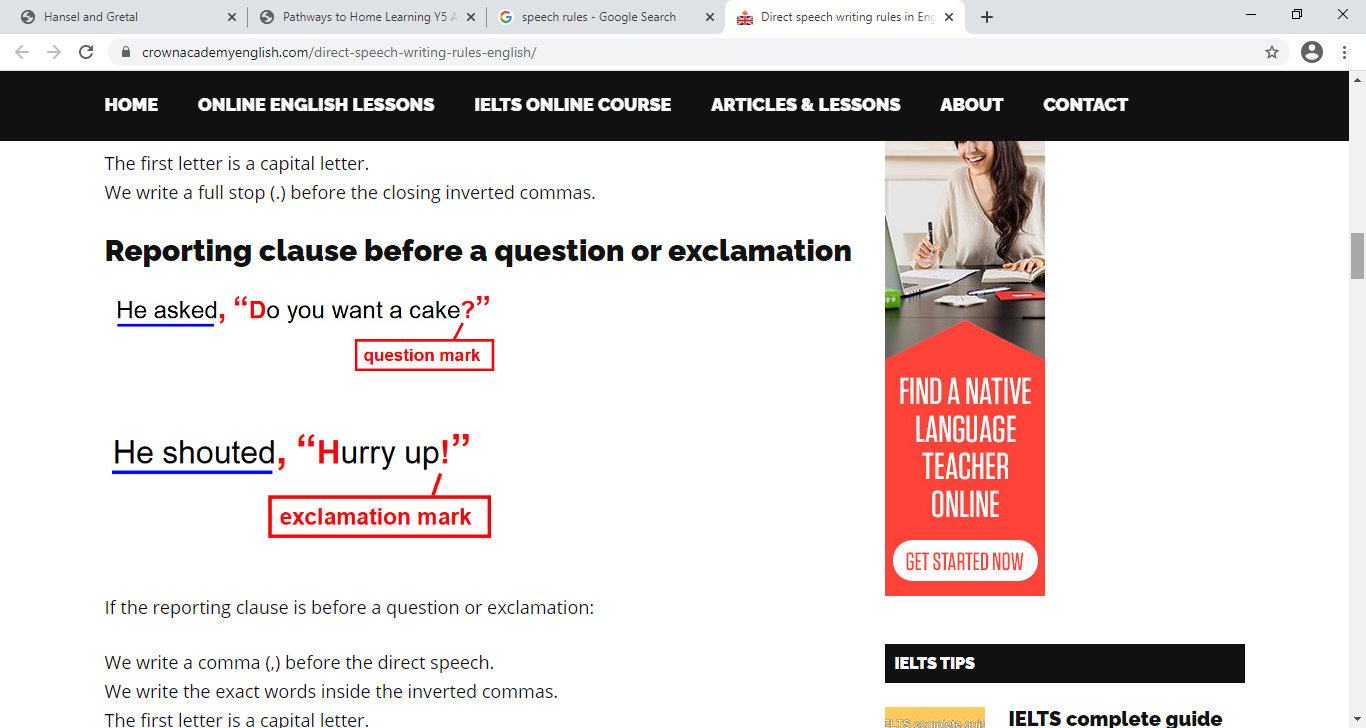 Hansel and Gretal
Pathways to Home Learning Y5 A
speech rules - Google Search
Direct speech writing rules in Eng
crownacademyenglish.com/direct-speech-writing-rules-english/
HOME ONLINE ENGLISH LESSONS IELTS ONLINE COURSE ARTICLES & LESSONS ABOUT CONTACT
The first letter is a capital letter.
We write a full stop (.) before the closing inverted commas.
Reporting clause before a question or exclamation
He asked, “Do you want a cake?”
question mark
He shouted, “Hurry up!”
exclamation mark
If the reporting clause is before a question or exclamation:
We write a comma (,) before the direct speech.
We write the exact words inside the inverted commas.
The first letter is a capital letter.
FIND A NATIVE
LANGUAGE
TEACHER
ONLINE
GET STARTED NOW
IELTS TIPS
IELTS complete guide
IELTS complete guide